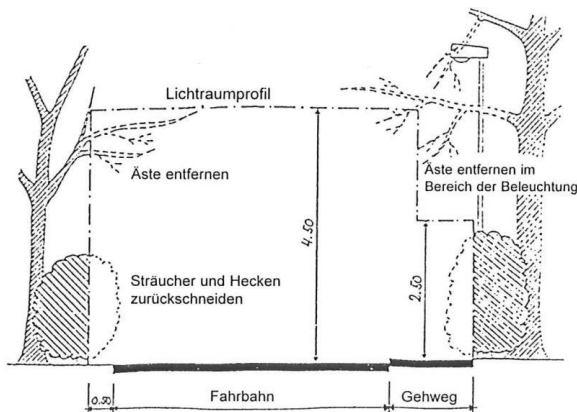 Lichtraumprofil
Äste entfernen
Äste entfernen im
Bereich der Beleuchtung
4.50
2.50
Sträucher und Hecken
zurückschneiden
0.50
Fahrbahn
Gehweg